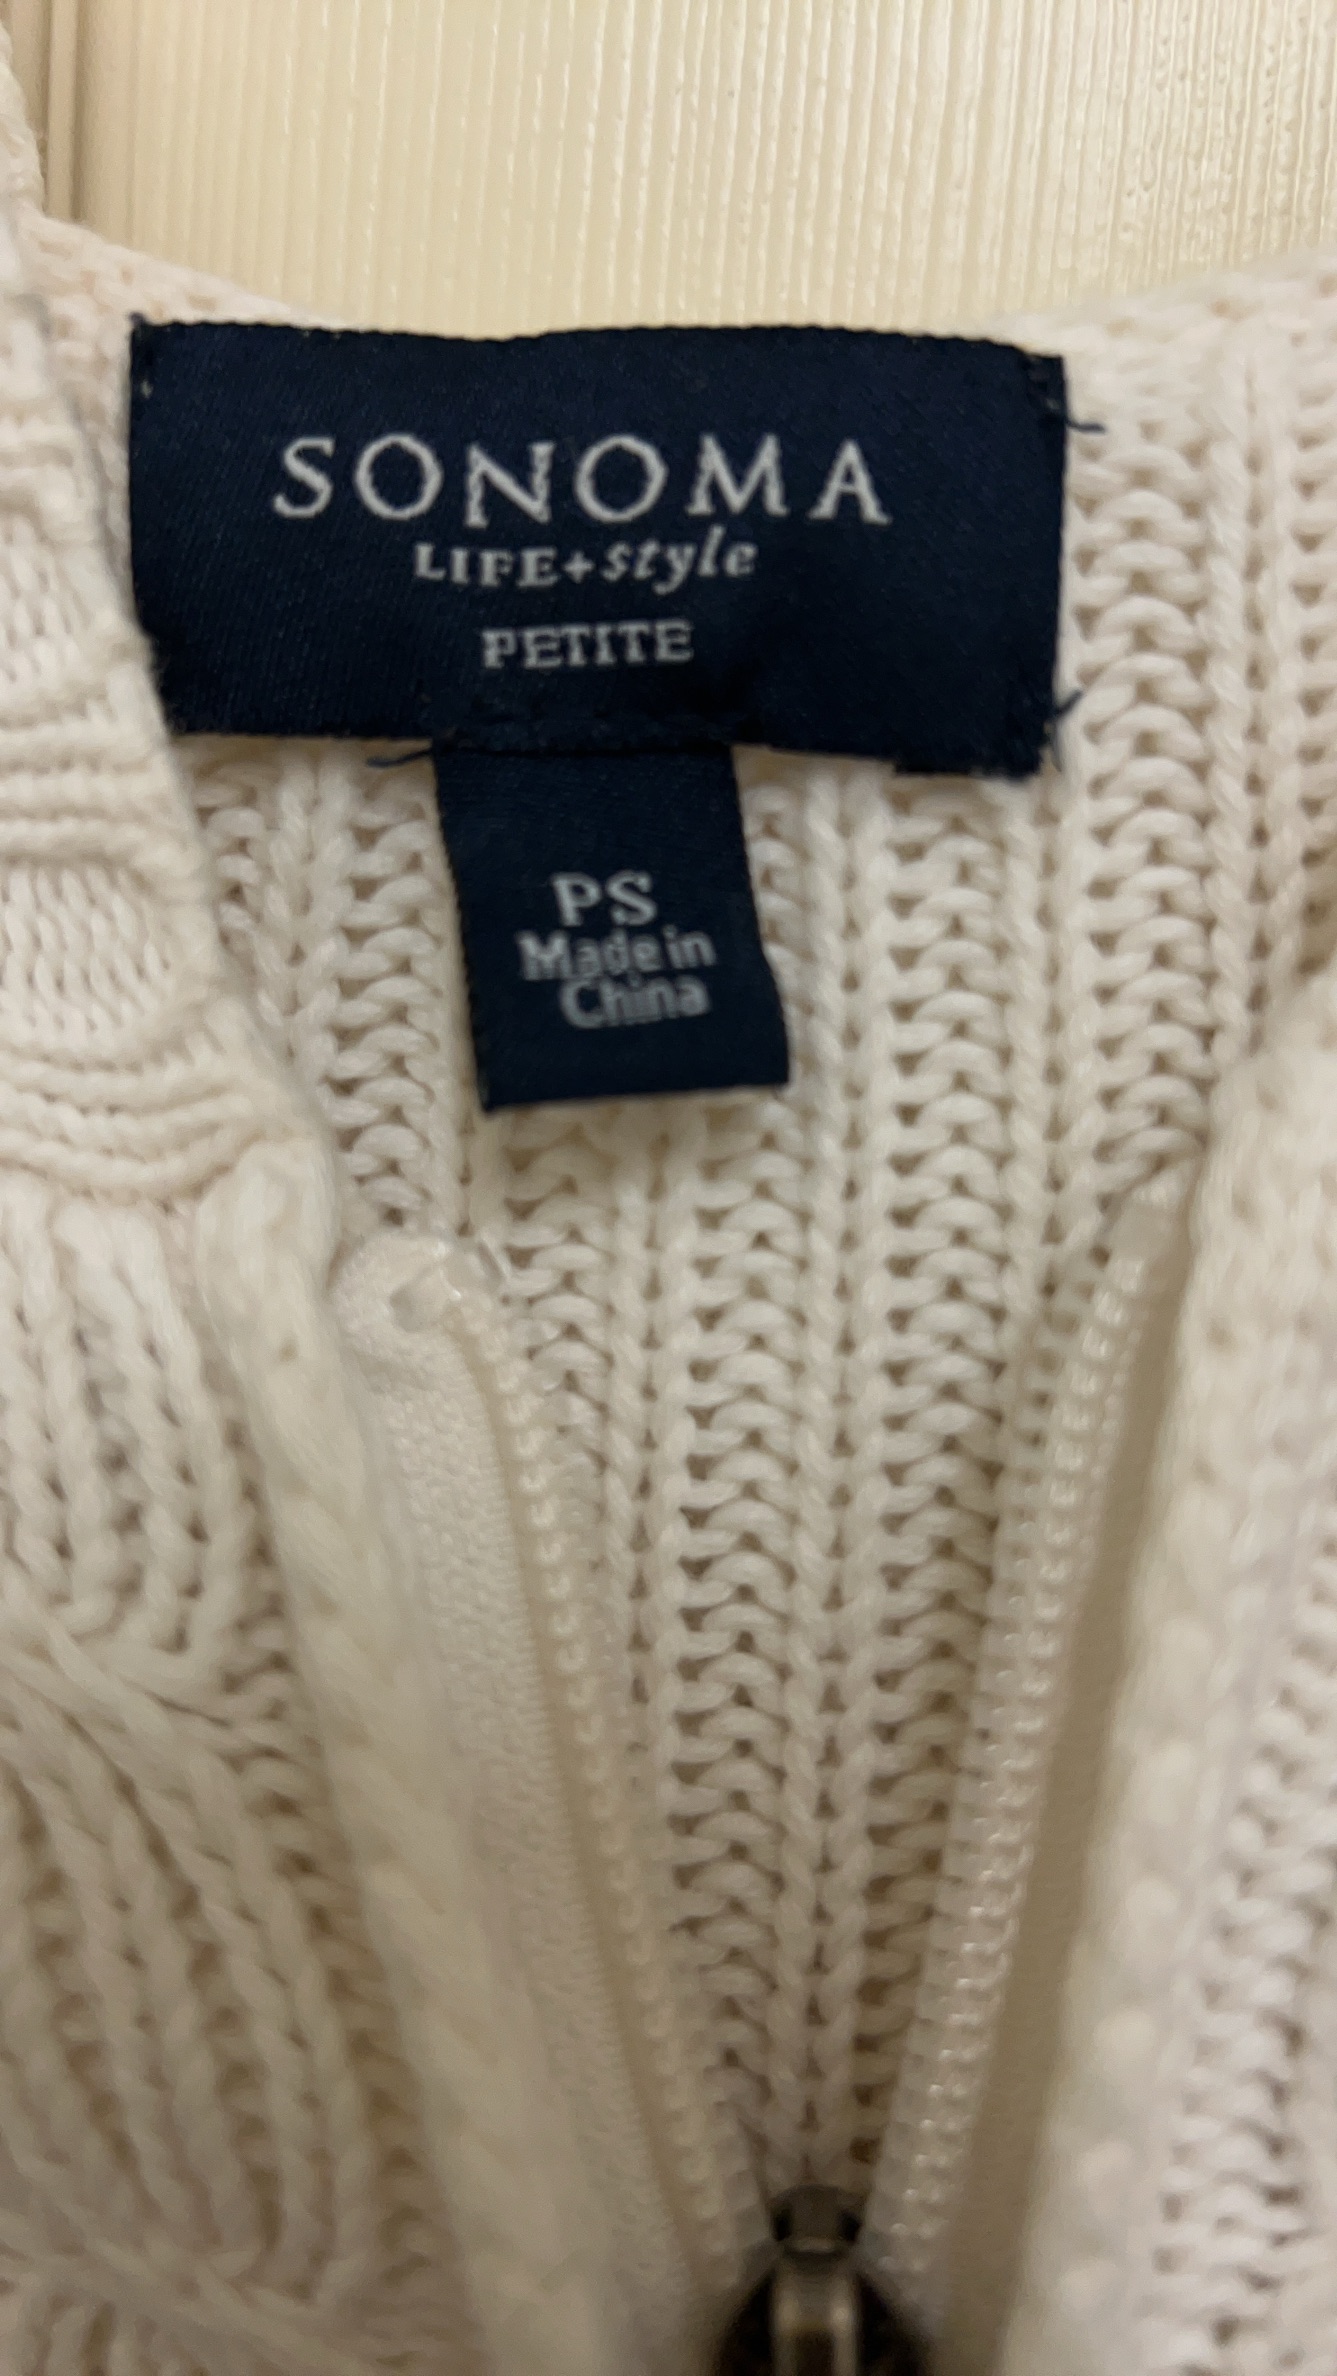 SONOMA
LIFE+style
PETITE
PS
Made in
China